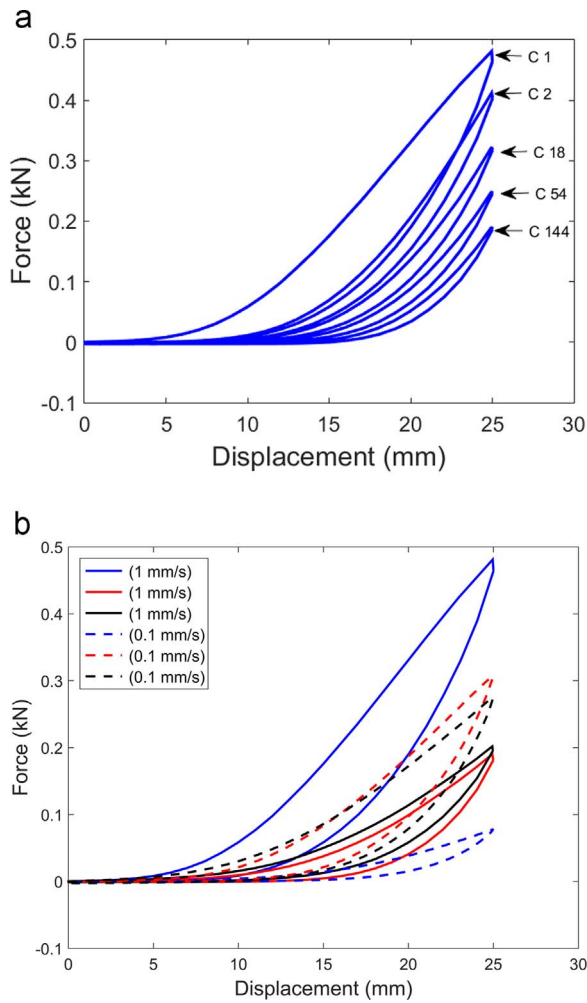 a
0.5
0.4
0.3
0.2
0.1
0
-0.1
Force (kN)
C 1
C 2
C 18
C 54
C 144
0 5 10 15 20 25 30
Displacement (mm)
b
0.5
0.4
0.3
0.2
0.1
0
-0.1
Force (kN)
(1 mm/s)
(1 mm/s)
(1 mm/s)
(0.1 mm/s)
(0.1 mm/s)
(0.1 mm/s)
0 5 10 15 20 25 30
Displacement (mm)